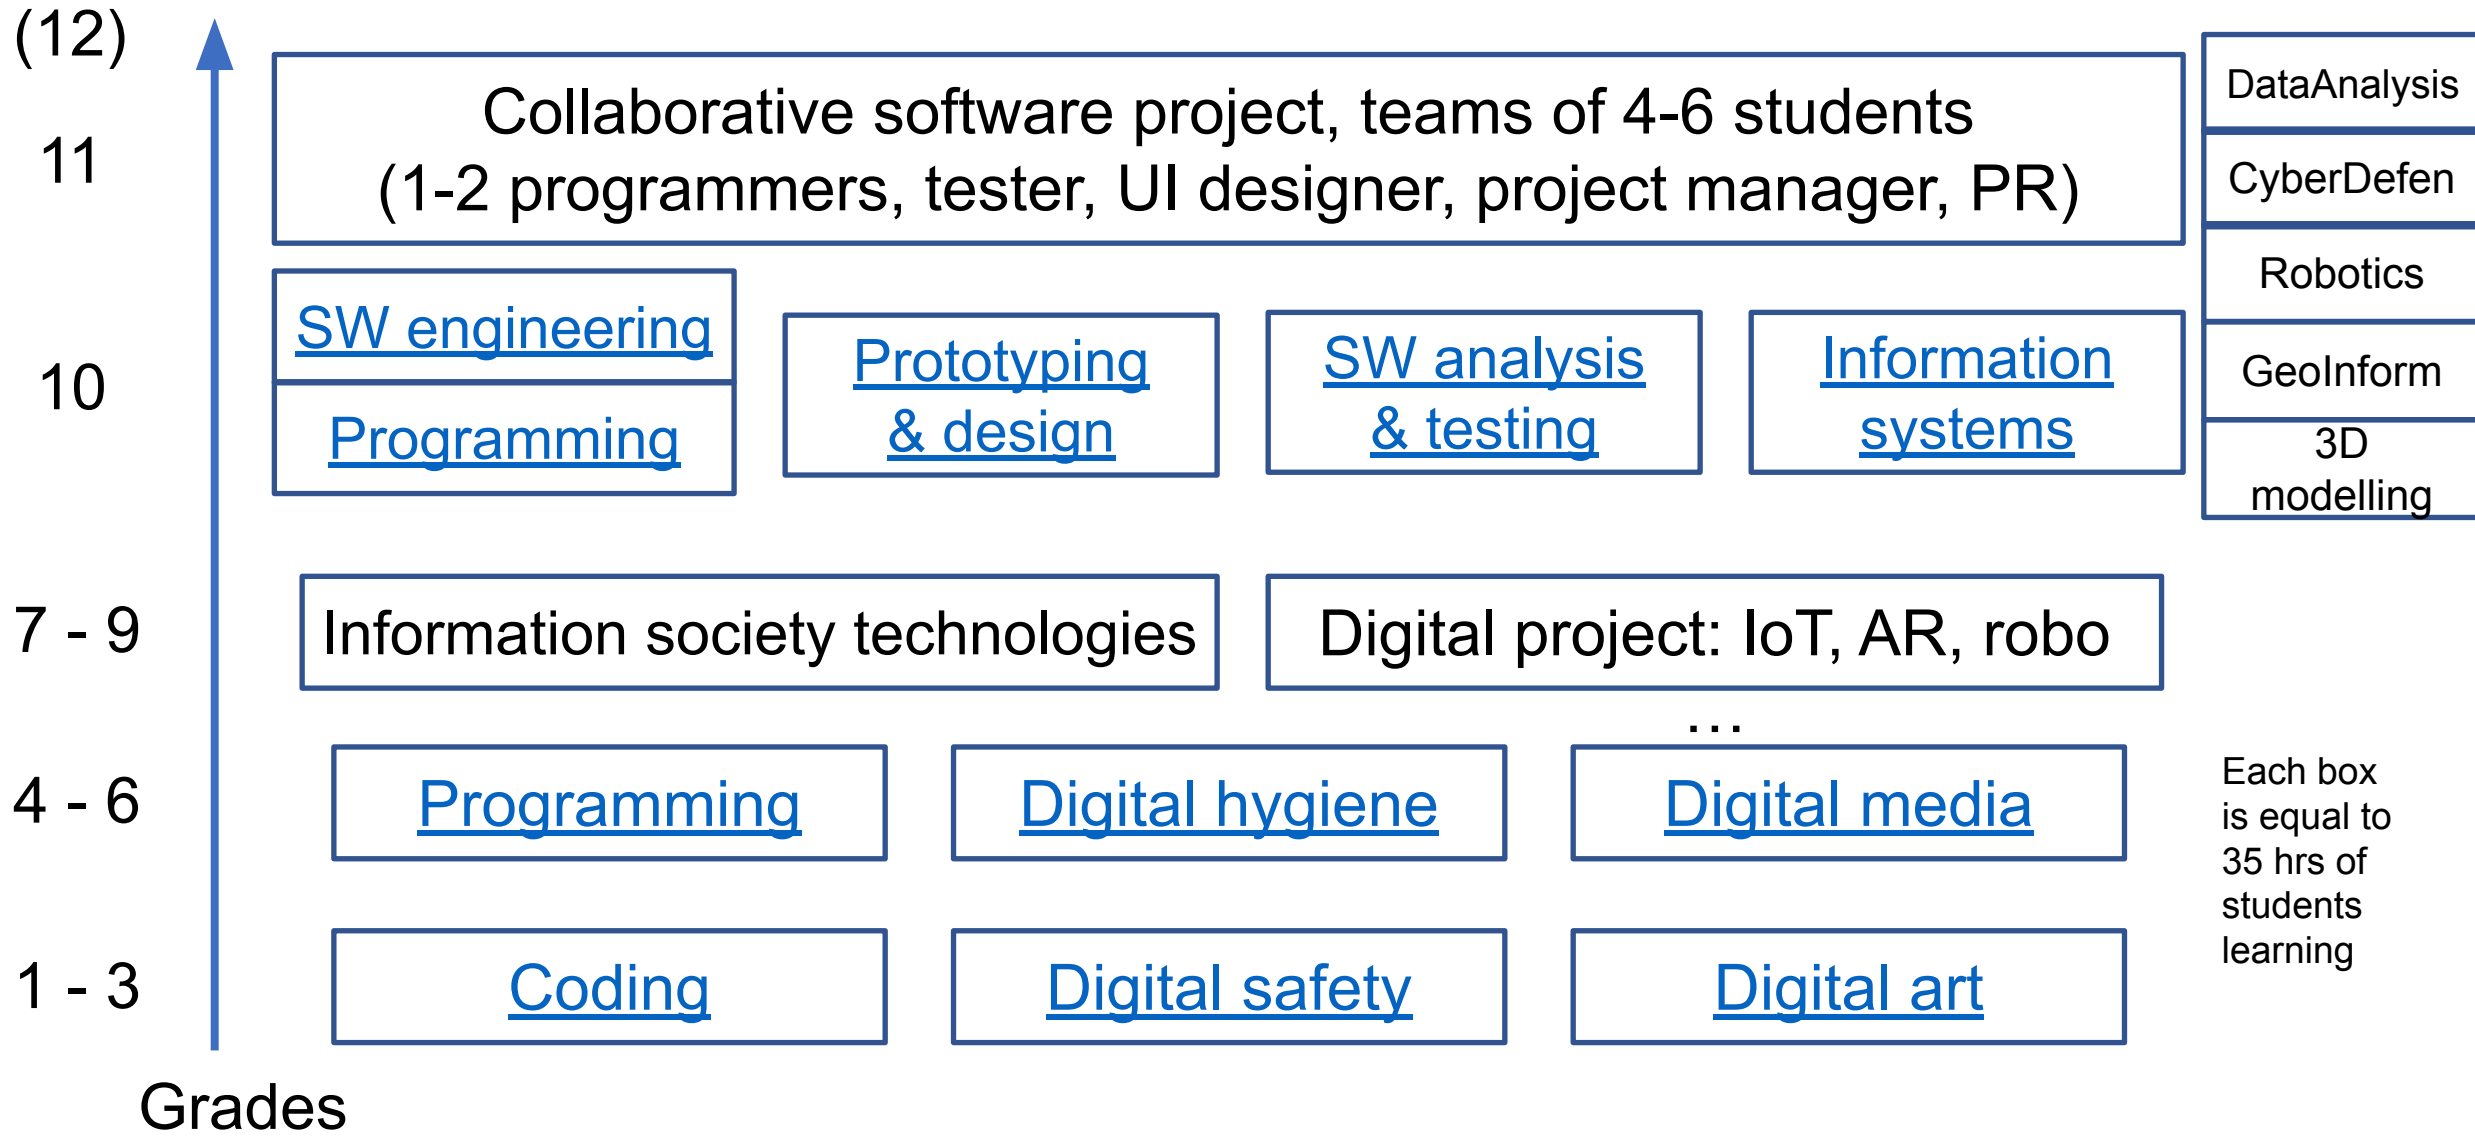 (12)
Collaborative software project, teams of 4-6 students
(1-2 programmers, tester, UI designer, project manager, PR)
11
DataAnalysis
CyberDefen
Robotics
GeoInform
3D
modelling
10
SW engineering
Programming
Prototyping
& design
SW analysis
& testing
Information
systems
7 - 9
Information society technologies
Digital project: IoT, AR, robo
...
4 - 6
Programming
Digital hygiene
Digital media
1 - 3
Coding
Digital safety
Digital art
Each box
is equal to
35 hrs of
students
learning
Grades